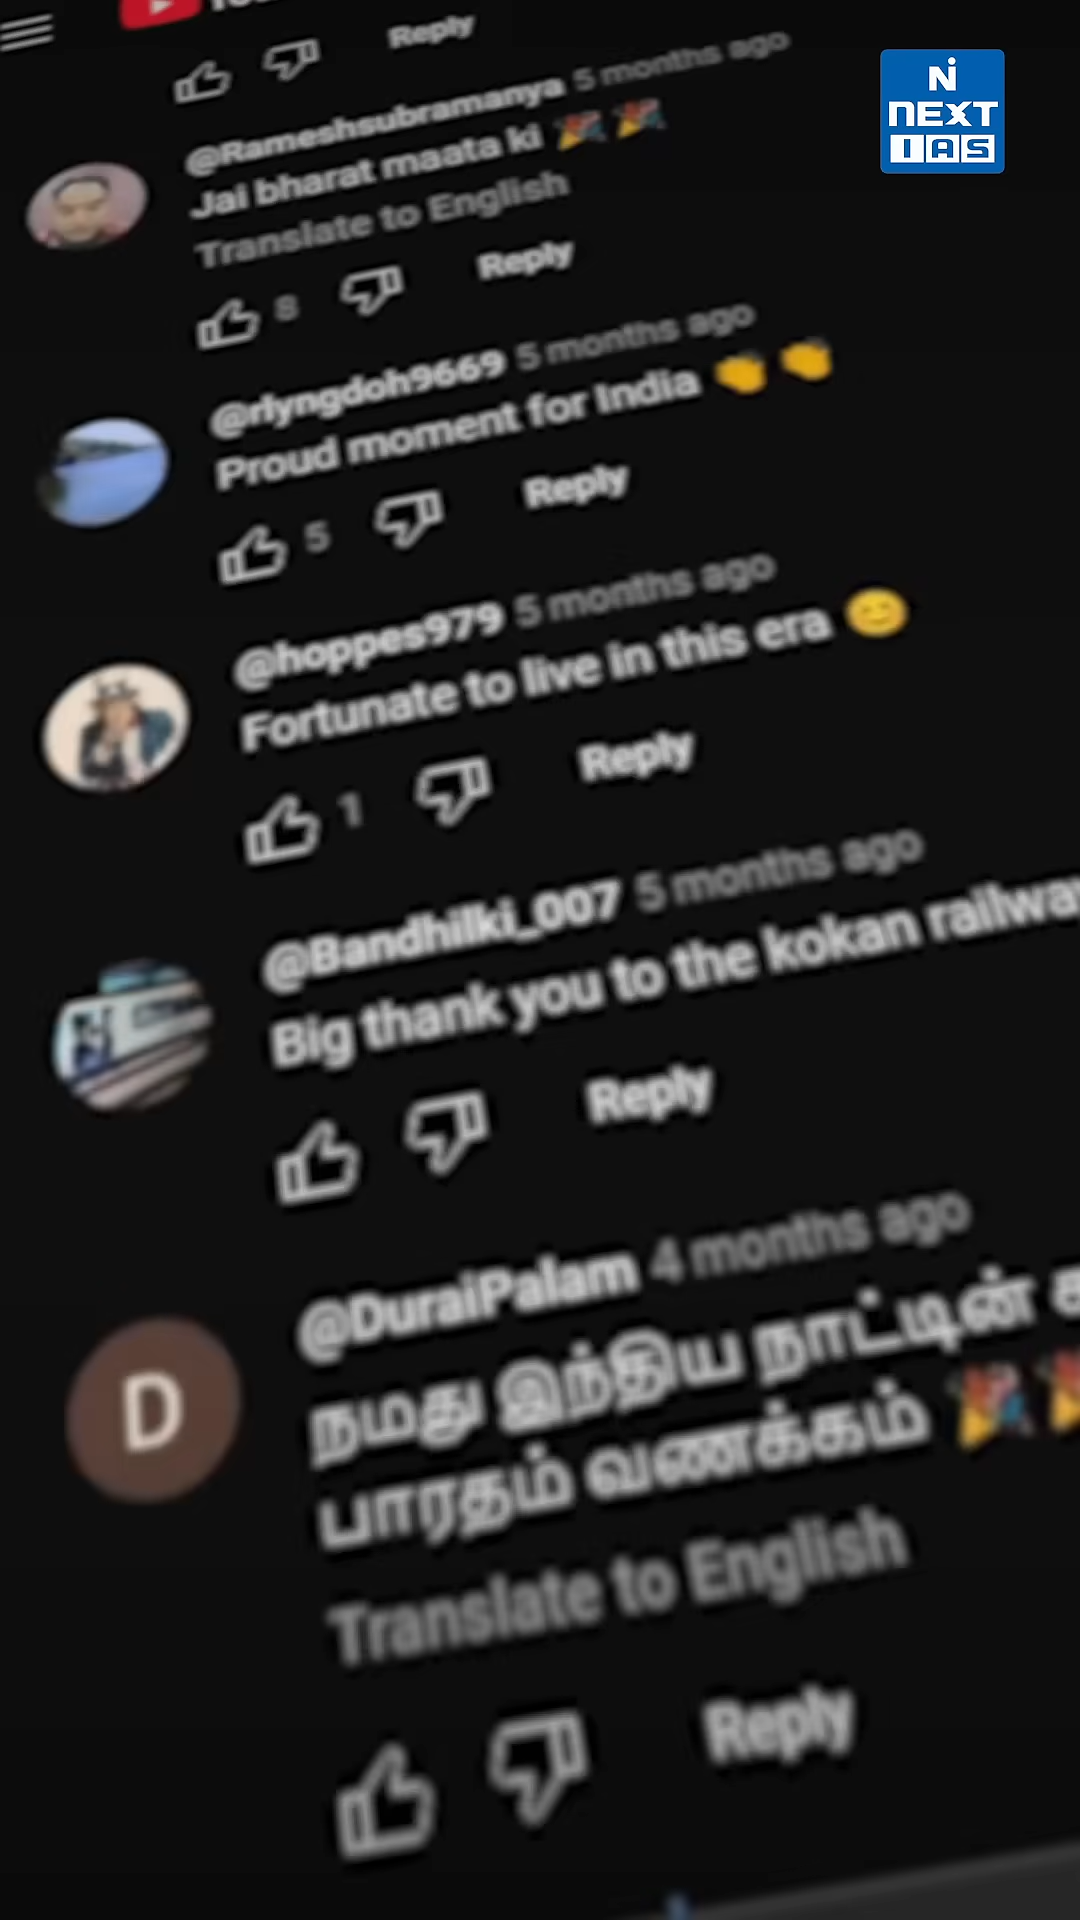 Reply
@Rameshsubramanya 5 months ago
Jai bharat maata ki 🎉 🎉
Translate to English
8 Reply
@rlyngdoh9669 5 months ago
Proud moment for India 👏 👏
5 Reply
@hoppes979 5 months ago
Fortunate to live in this era 😊
1 Reply
@Bandhilki_007 5 months ago
Big thank you to the kokan railway
Reply
@DuraiPalam 4 months ago
நமது இந்திய நாட்டின்
பாரதம் வணக்கம் 🎉 🎉
Translate to English
Reply
D
NEXT
IAS